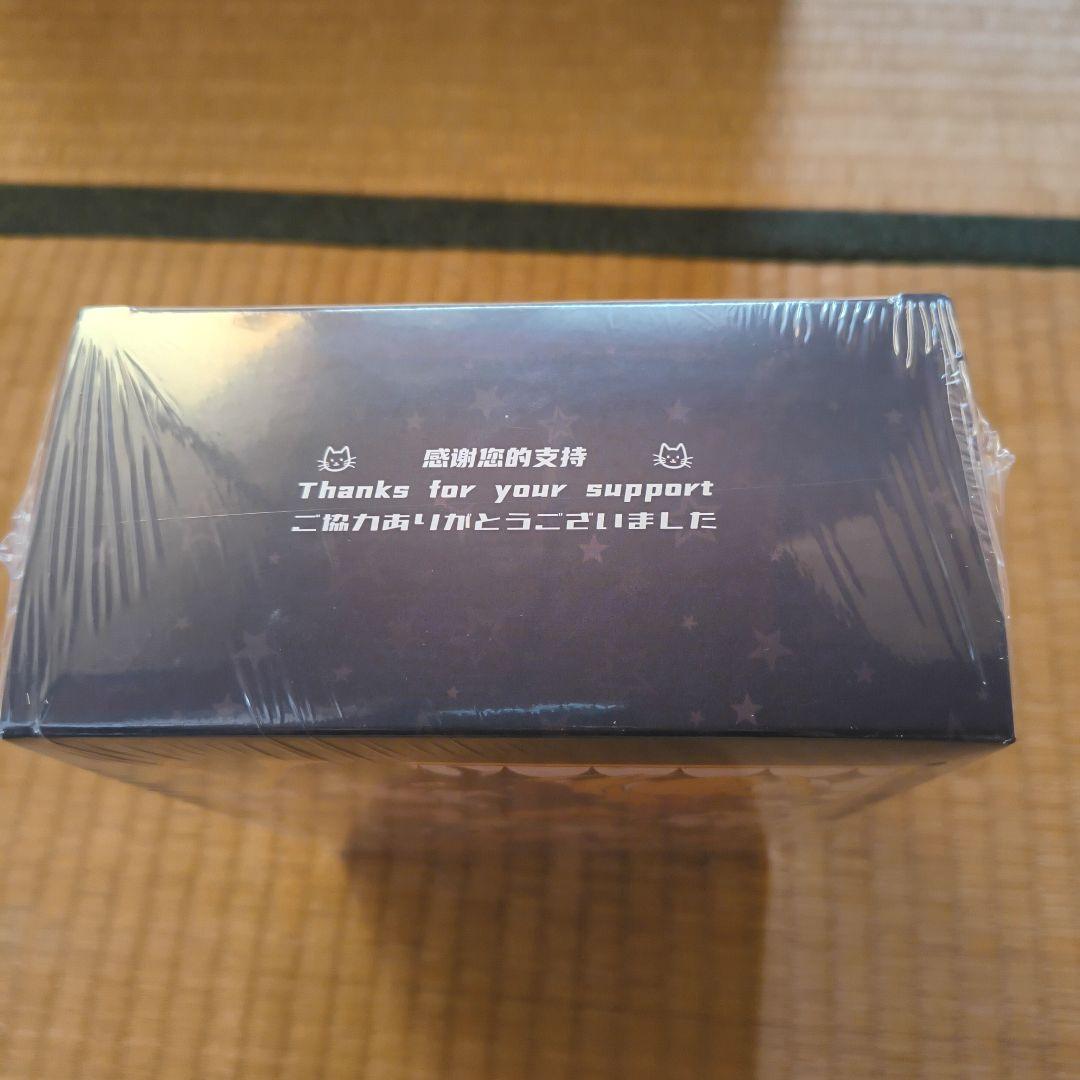 感谢您的支持
Thanks for your support
ご協力ありがとうございました